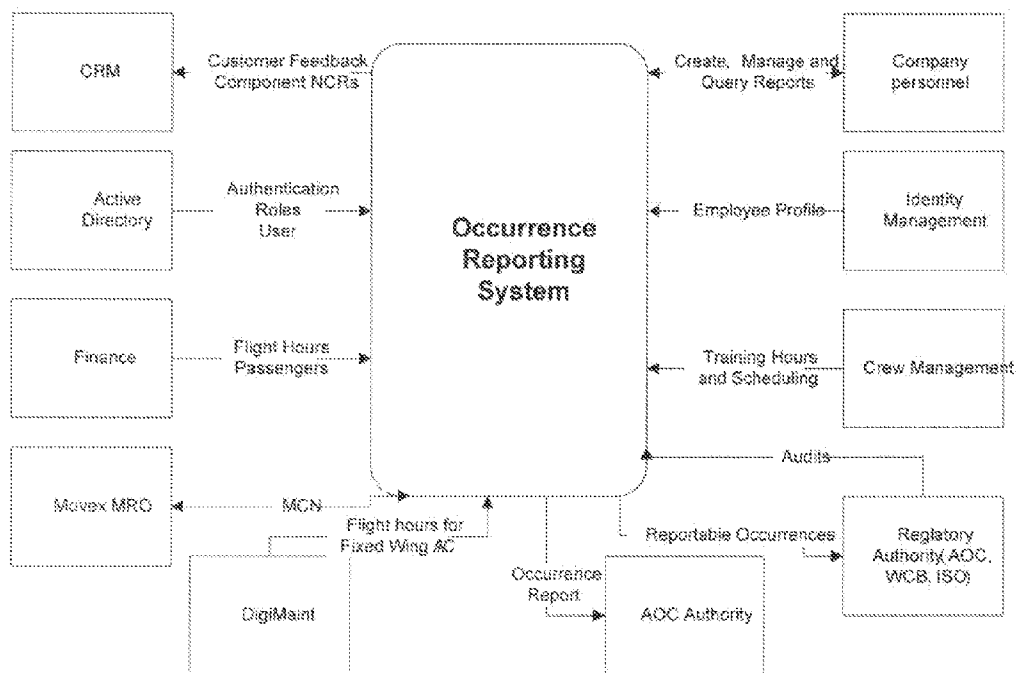 CRM
Customer Feedback
Component NCRs
Create, Manage and
Query Reports
Company
personnel
Active
Directory
Authentication
Roles
User
Occurrence
Reporting
System
Employee Profile
Identity
Management
Finance
Flight Hours
Passengers
Training Hours
and Scheduling
Crew Management
Audits
Movex MRO
MCN
Flight hours for
Fixed Wing AC
Reportable Occurrences
Reglatory
Authority( AOC,
WCB, ISO)
DigiMaint
Occurrence
Report
AOC Authority